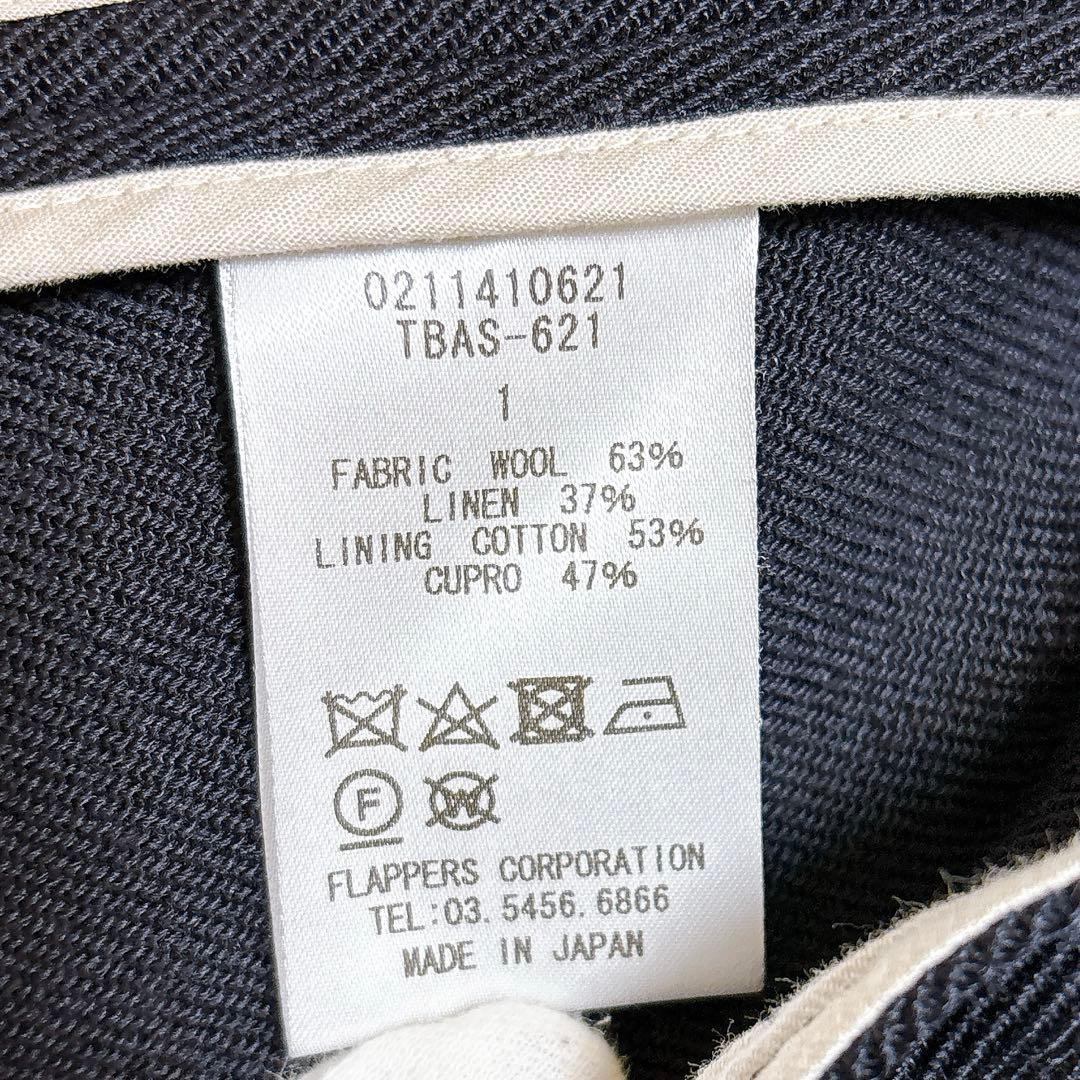 0211410621
TBAS-621
1
FABRIC WOOL 63%
LINEN 37%
LINING COTTON 53%
CUPRO 47%
F W
FLAPPERS CORPORATION
TEL:03.5456.6866
MADE IN JAPAN